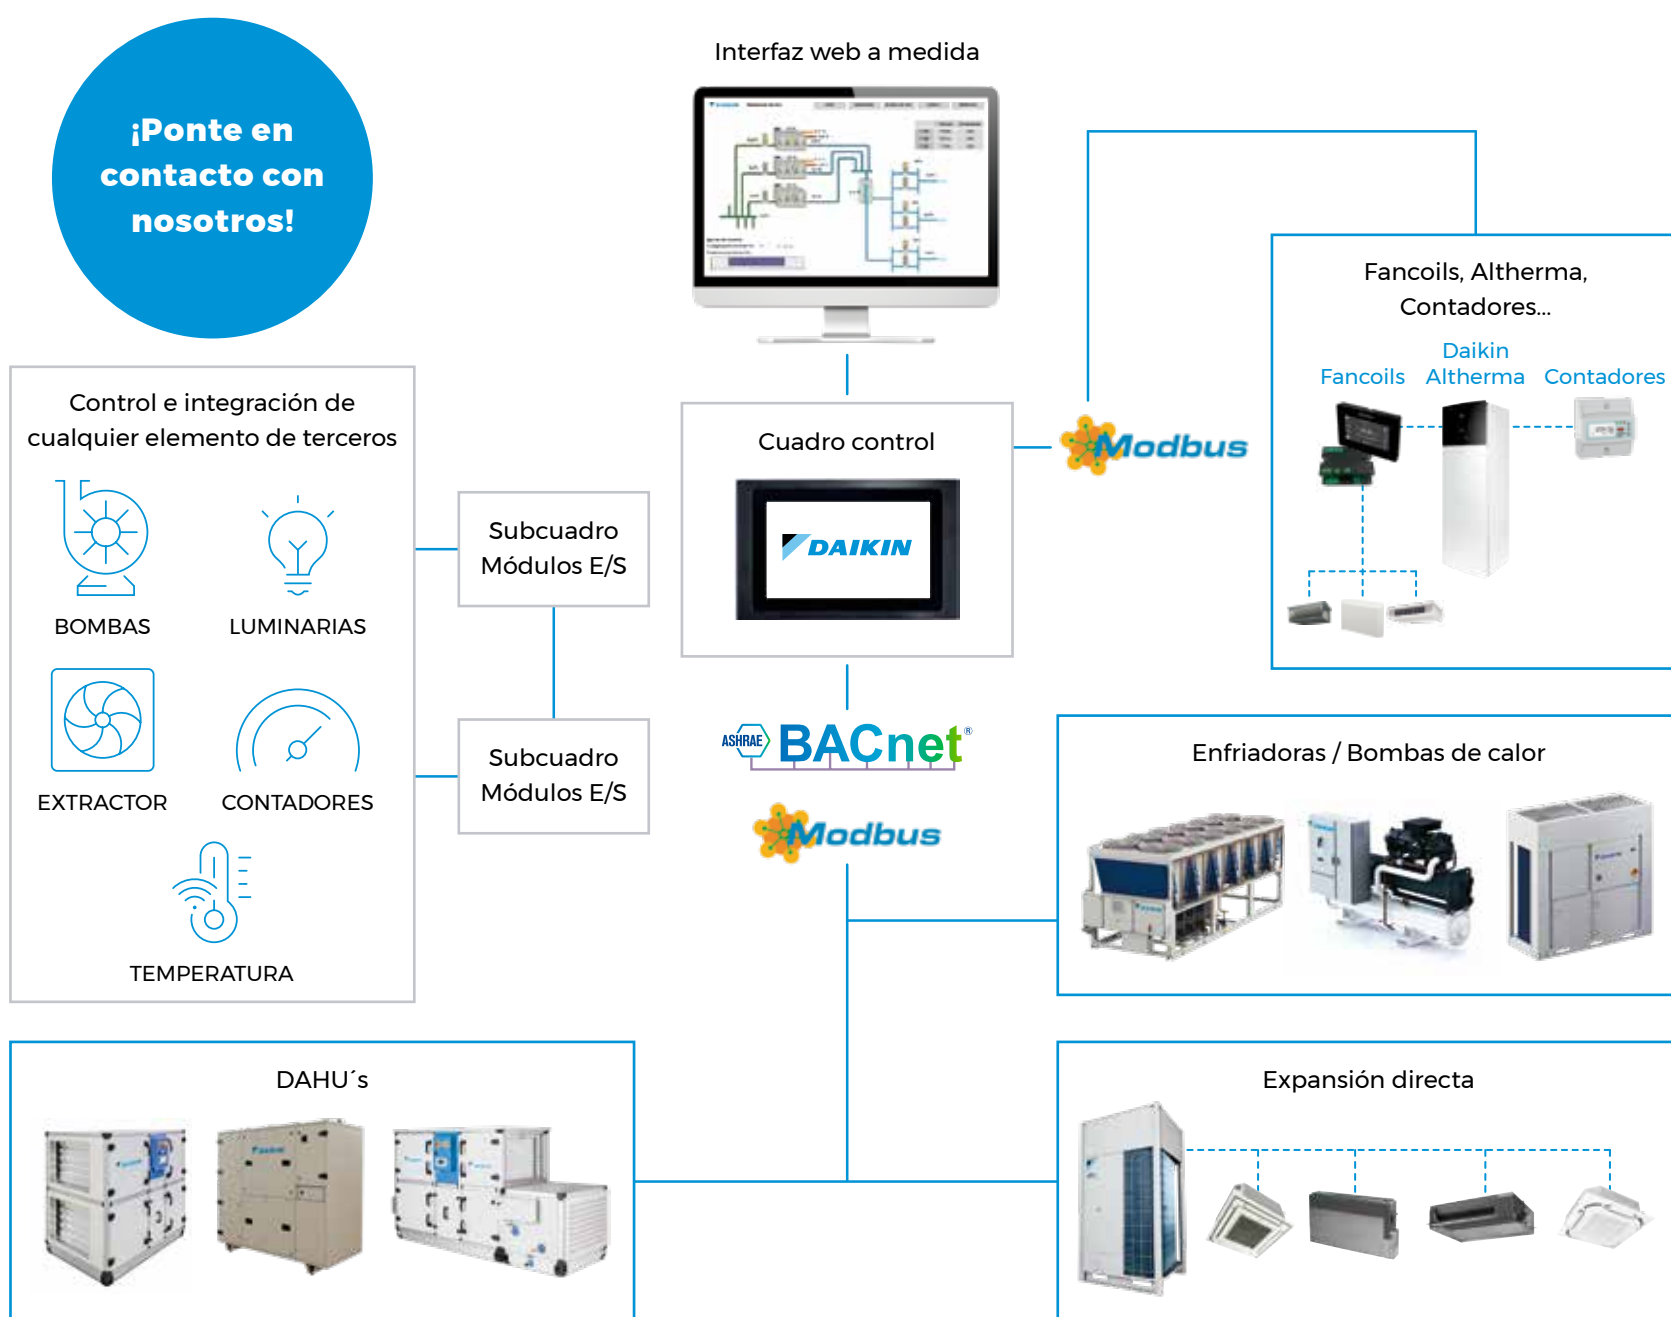 ¡Ponte en
contacto con
nosotros!
Interfaz web a medida
Fancoils, Altherma,
Contadores...
Fancoils
Daikin
Altherma
Contadores
Control e integración de
cualquier elemento de terceros
BOMBAS
LUMINARIAS
EXTRACTOR
CONTADORES
TEMPERATURA
Subcuadro
Módulos E/S
Subcuadro
Módulos E/S
Cuadro control
DAIKIN
Modbus
ASHRAE BACnet®
Modbus
Enfriadoras / Bombas de calor
DAHU´s
Expansión directa